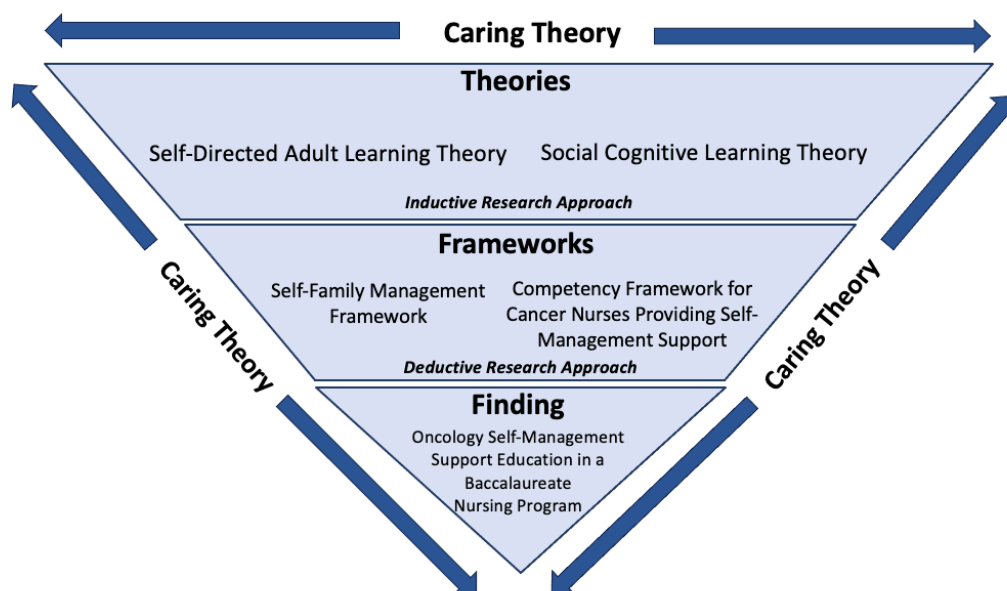 Caring Theory
Theories
Self-Directed Adult Learning Theory
Social Cognitive Learning Theory
Inductive Research Approach
Frameworks
Self-Family Management
Framework
Competency Framework for
Cancer Nurses Providing Self-
Management Support
Deductive Research Approach
Finding
Oncology Self-Management
Support Education in a
Baccalaureate
Nursing Program
Caring Theory
Caring Theory